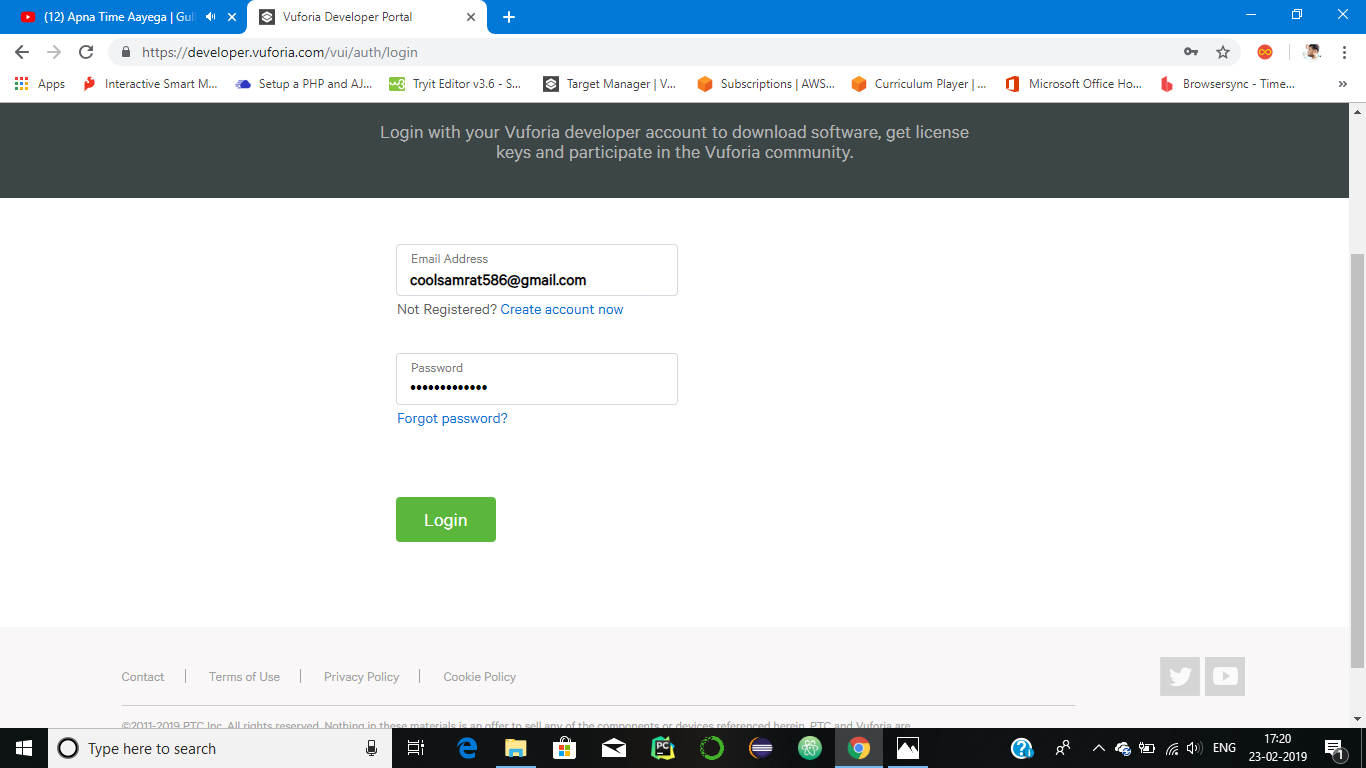 (12) Apna Time Aayega | Gull
Vuforia Developer Portal
https://developer.vuforia.com/vui/auth/login
Apps
Interactive Smart M...
Setup a PHP and AJ...
Tryit Editor v3.6 - S...
Target Manager | V...
Subscriptions | AWS...
Curriculum Player | ...
Microsoft Office Ho...
Browsersync - Time...
Login with your Vuforia developer account to download software, get license
keys and participate in the Vuforia community.
Email Address
coolsamrat586@gmail.com
Not Registered? Create account now
Password
•••••••••••••
Forgot password?
Login
Contact
Terms of Use
Privacy Policy
Cookie Policy
©2011-2019 PTC Inc. All rights reserved. Nothing in these materials is an offer to sell any of the components or devices referenced herein. PTC and Vuforia are
Type here to search
PC
ENG
17:20
23-02-2019
1